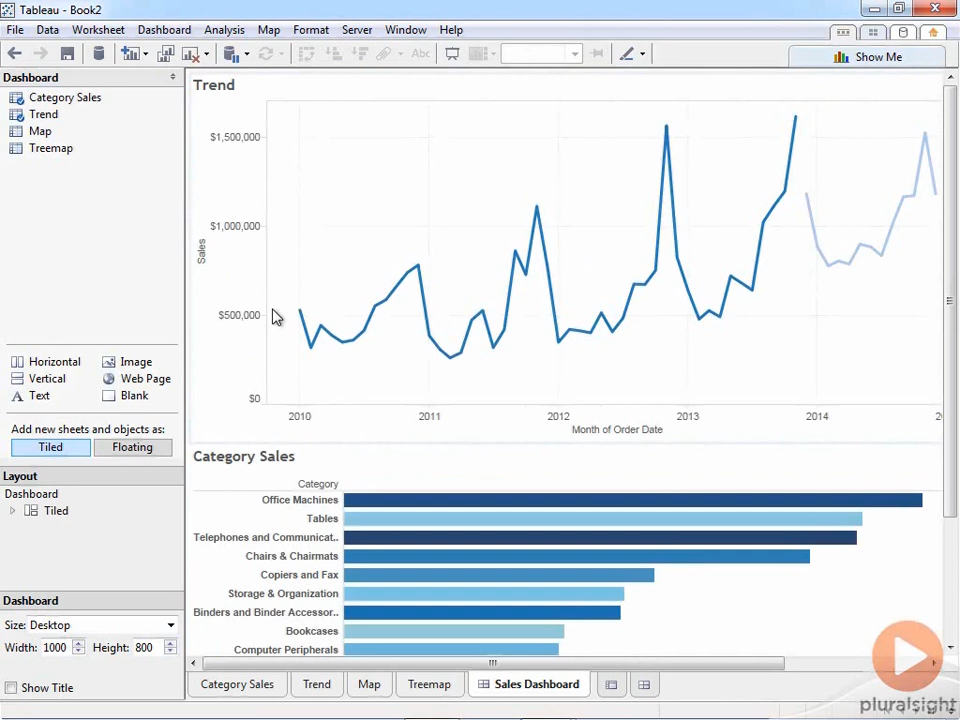 Tableau - Book2
File Data Worksheet Dashboard Analysis Map Format Server Window Help
Abc
Show Me
Dashboard
Category Sales
Trend
Map
Treemap
Horizontal Image
Vertical Web Page
Text Blank
Add new sheets and objects as:
Tiled Floating
Layout
Dashboard
Tiled
Dashboard
Size: Desktop
Width: 1000 Height: 800
Show Title
Trend
$1,500,000
$1,000,000
$500,000
$0
Sales
2010 2011 2012 2013 2014
Month of Order Date
Category Sales
Category
Office Machines
Tables
Telephones and Communicat..
Chairs & Chairmats
Copiers and Fax
Storage & Organization
Binders and Binder Accessor..
Bookcases
Computer Peripherals
Category Sales Trend Map Treemap Sales Dashboard
pluralsight